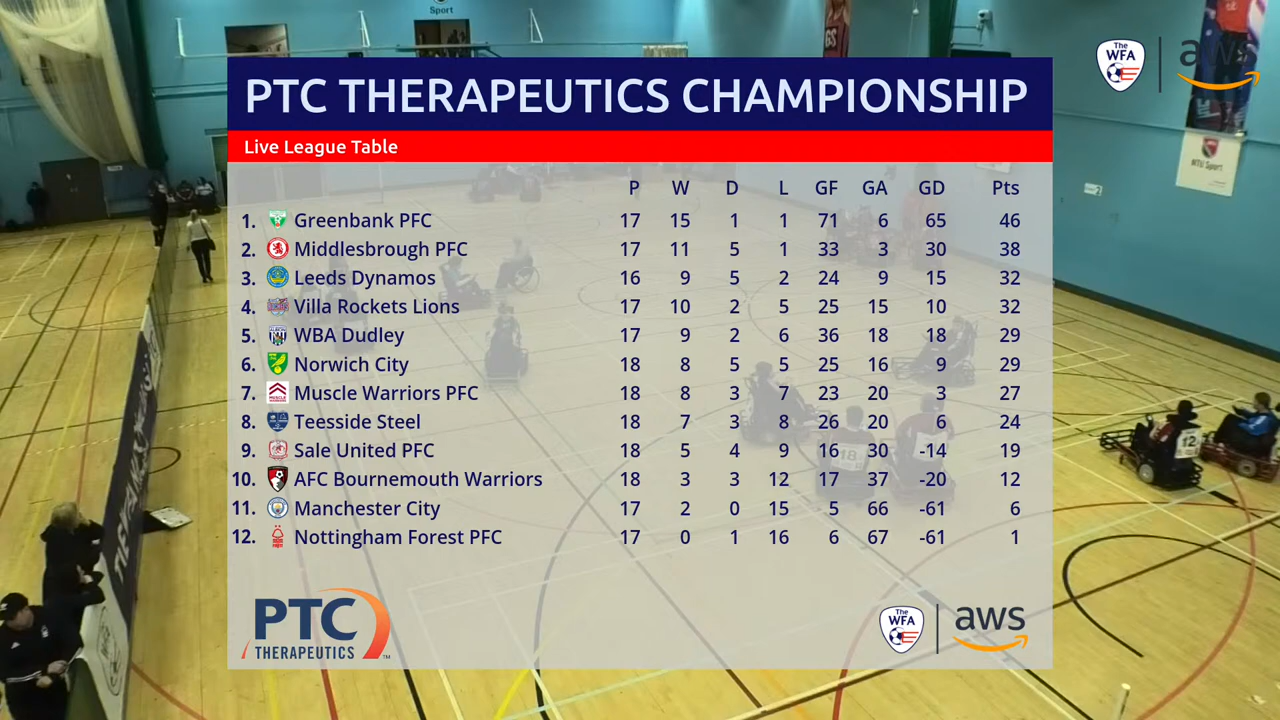 Sport
The
WFA
aws
NTU Sport
PTC THERAPEUTICS CHAMPIONSHIP
Live League Table
P W D L GF GA GD Pts
1. Greenbank PFC 17 15 1 1 71 6 65 46
2. Middlesbrough PFC 17 11 5 1 33 3 30 38
3. Leeds Dynamos 16 9 5 2 24 9 15 32
4. Villa Rockets Lions 17 10 2 5 25 15 10 32
5. WBA Dudley 17 9 2 6 36 18 18 29
6. Norwich City 18 8 5 5 25 16 9 29
7. Muscle Warriors PFC 18 8 3 7 23 20 3 27
8. Teesside Steel 18 7 3 8 26 20 6 24
9. Sale United PFC 18 5 4 9 16 30 -14 19
10. AFC Bournemouth Warriors 18 3 3 12 17 37 -20 12
11. Manchester City 17 2 0 15 5 66 -61 6
12. Nottingham Forest PFC 17 0 1 16 6 67 -61 1
18
12
PTC
THERAPEUTICS
TM
The
WFA
aws